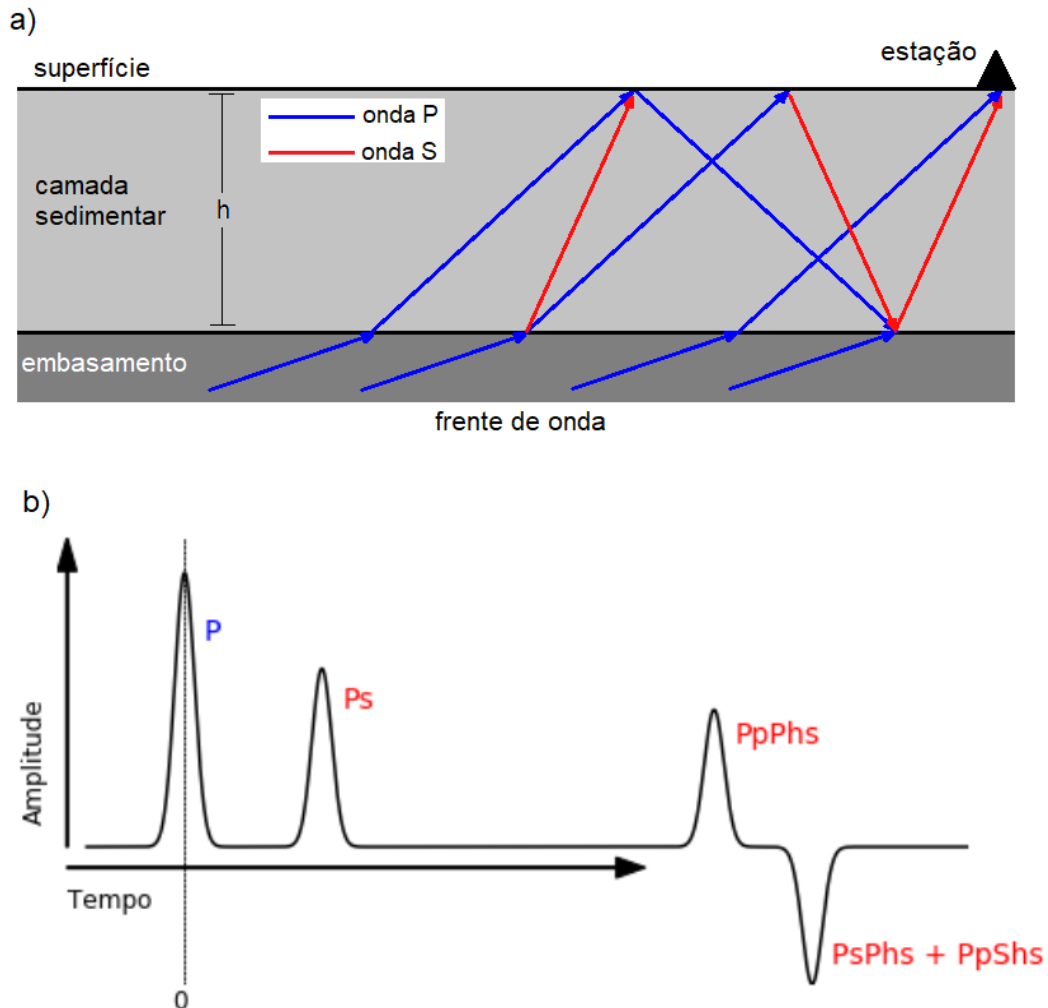 a)
superfície
estação
onda P
onda S
camada
sedimentar
h
embasamento
frente de onda
b)
P
Ps
PpPhs
Amplitude
Tempo
PsPhs + PpShs
0